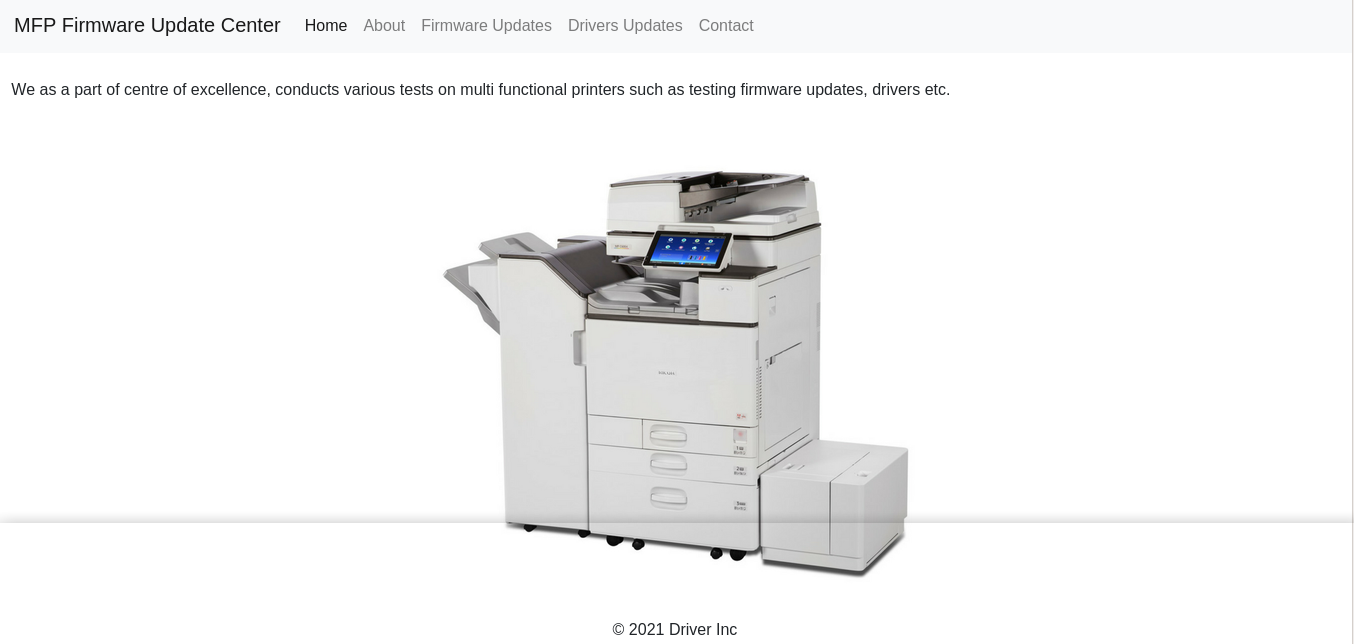 MFP Firmware Update Center Home About Firmware Updates Drivers Updates Contact
We as a part of centre of excellence, conducts various tests on multi functional printers such as testing firmware updates, drivers etc.
© 2021 Driver Inc